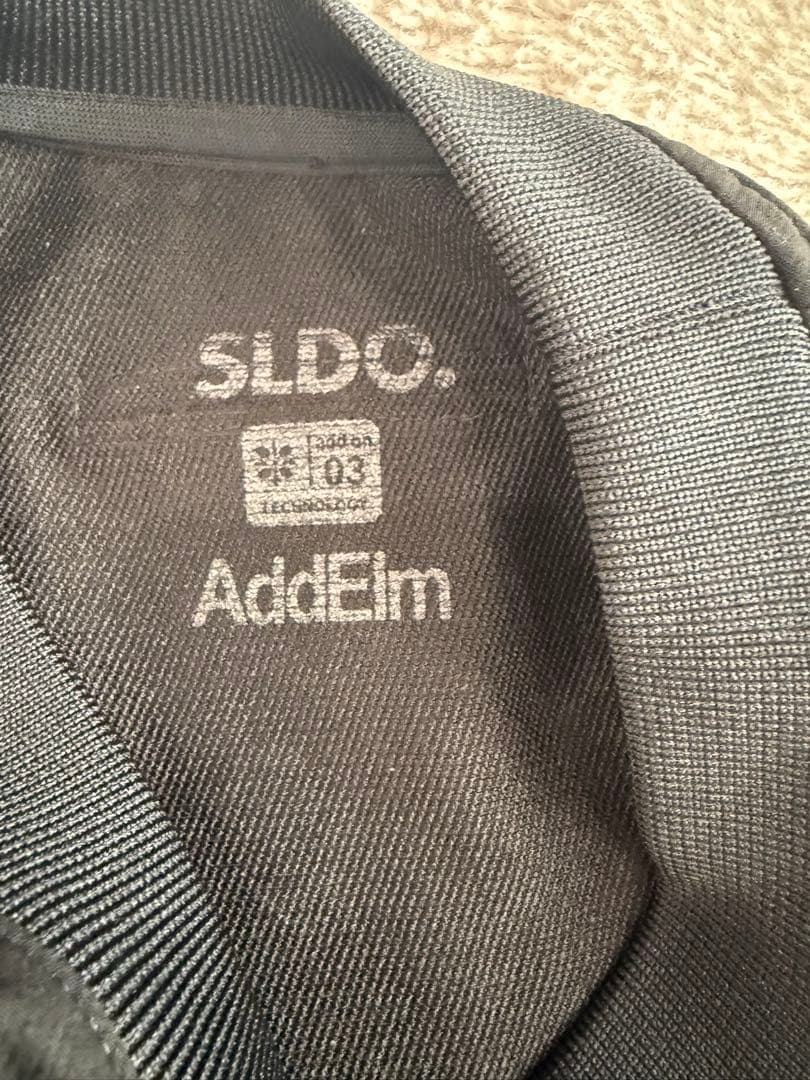 SLDO.
add on
03
TECHNOLOGY
AddElm